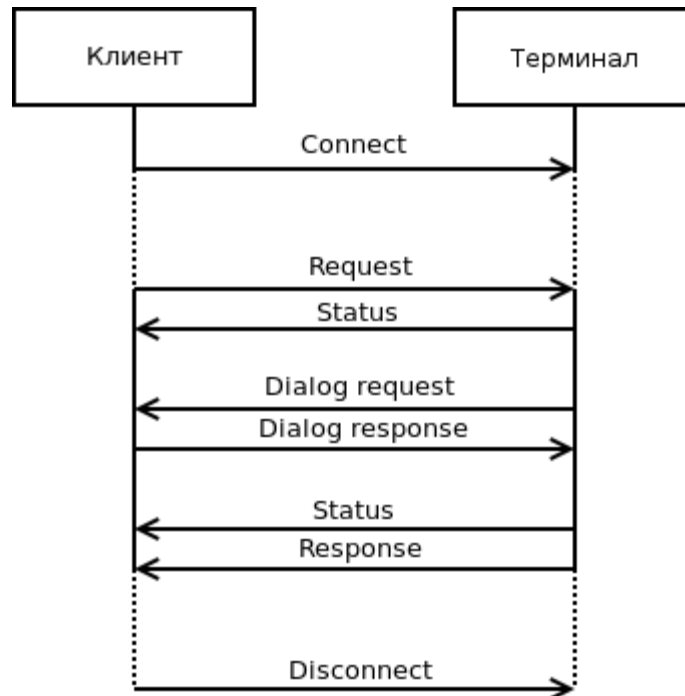 Клиент
Терминал
Connect
Request
Status
Dialog request
Dialog response
Status
Response
Disconnect